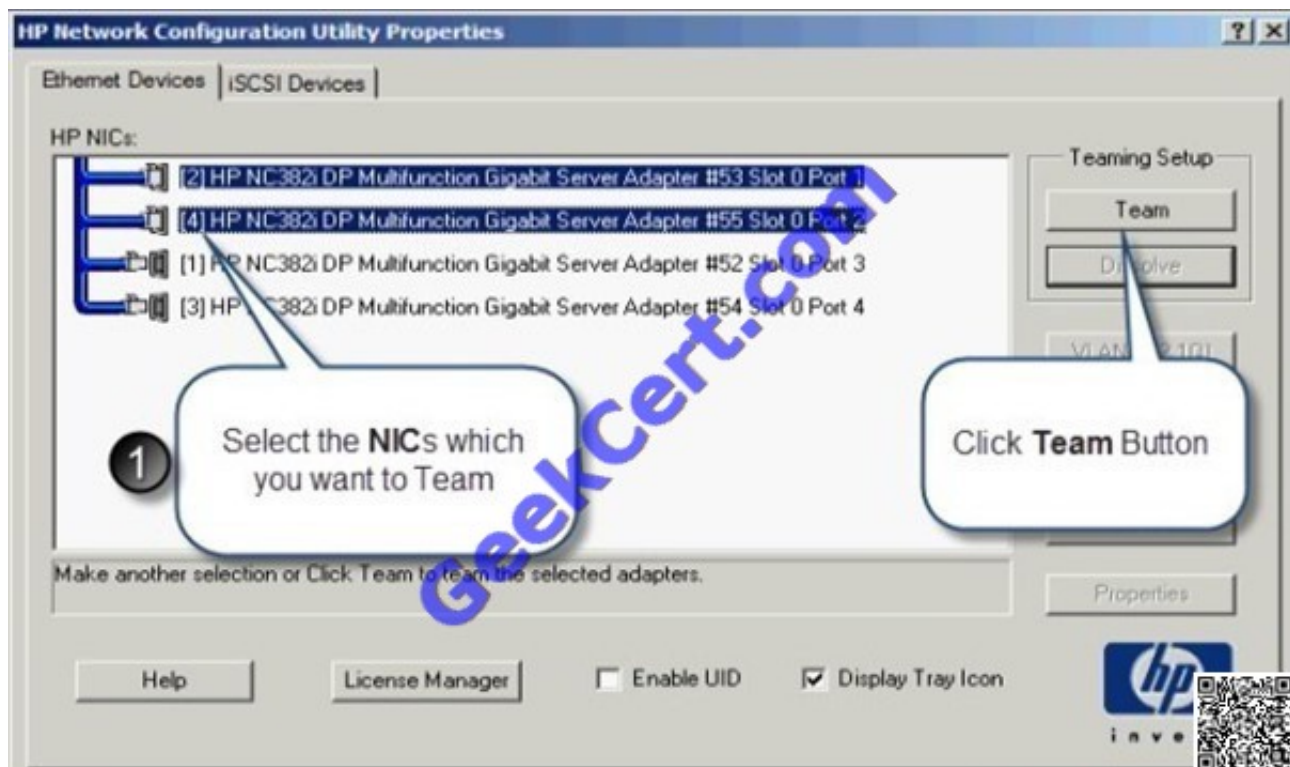 HP Network Configuration Utility Properties
Ethernet Devices
iSCSI Devices
HP NICs:
[2] HP NC382i DP Multifunction Gigabit Server Adapter #53 Slot 0 Port 1
[4] HP NC382i DP Multifunction Gigabit Server Adapter #55 Slot 0 Port 2
[1] HP NC382i DP Multifunction Gigabit Server Adapter #52 Slot 0 Port 3
[3] HP 382i DP Multifunction Gigabit Server Adapter #54 Slot 0 Port 4
Teaming Setup
Team
VLAN
1
Select the NICs which
you want to Team
Click Team Button
GeekCert.com
Make another selection or Click Team to team the selected adapters.
Properties
Help
License Manager
Enable UID
Display Tray Icon
hp